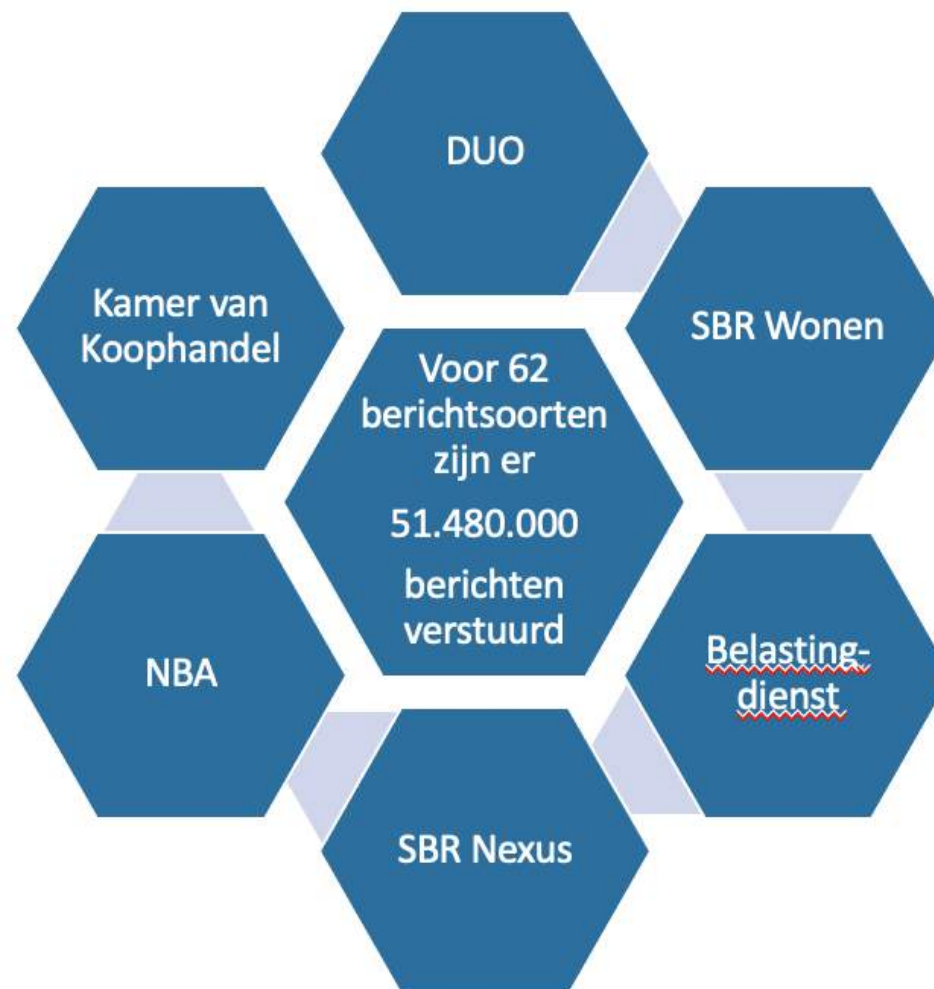 DUO
Kamer van
Koophandel
SBR Wonen
Voor 62
berichtsoorten
zijn er
51.480.000
berichten
verstuurd
NBA
Belasting-
dienst
SBR Nexus